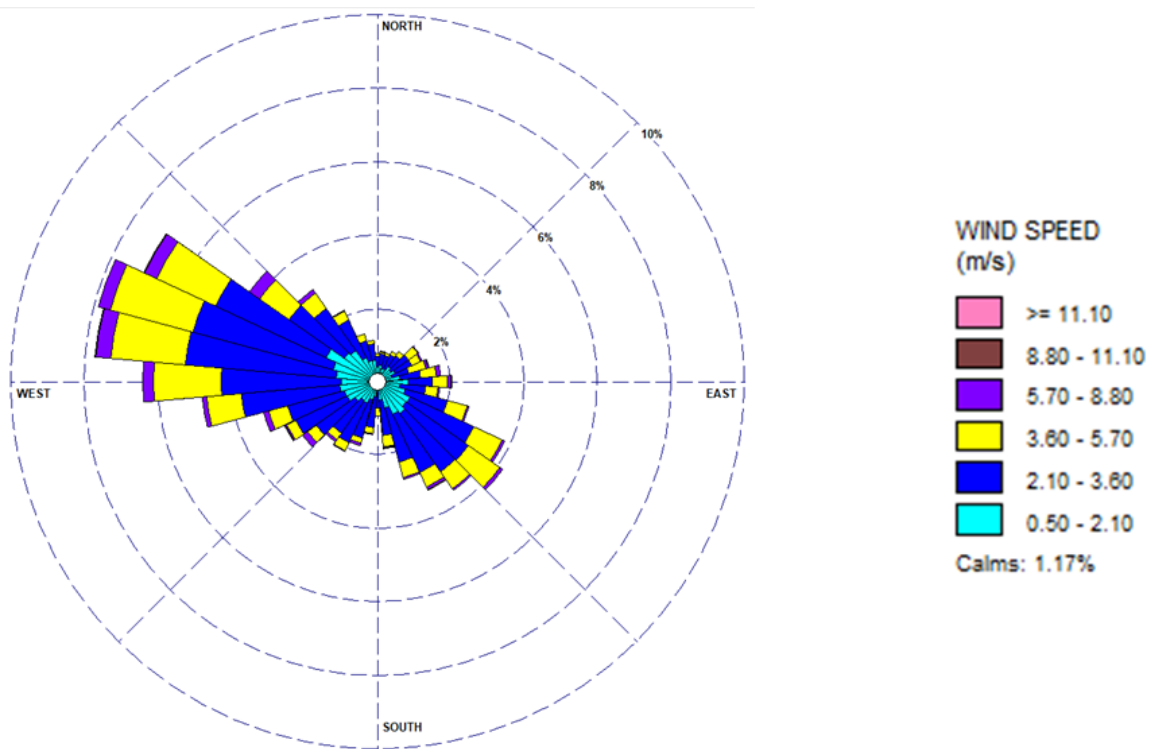 NORTH
10%
8%
6%
4%
2%
WEST
EAST
SOUTH
WIND SPEED
(m/s)
>= 11.10
8.80 - 11.10
5.70 - 8.80
3.60 - 5.70
2.10 - 3.60
0.50 - 2.10
Calms: 1.17%